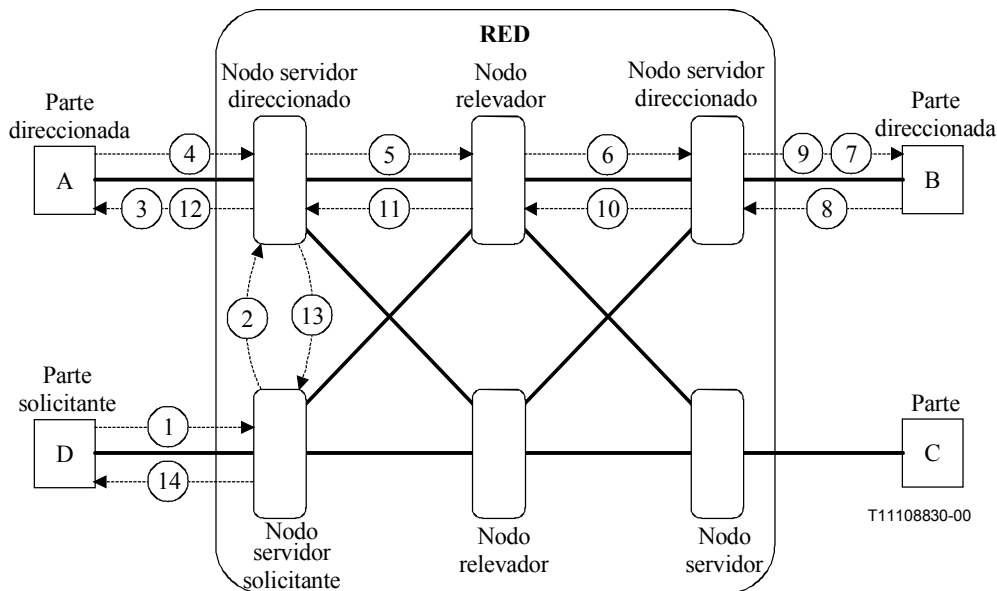 RED
Nodo servidor
direccionado
Nodo
relevador
Nodo servidor
direccionado
Parte
direccionada
Parte
direccionada
4
5
6
9
7
A
B
3
12
11
10
8
2
13
Parte
solicitante
Parte
1
D
C
14
T11108830-00
Nodo
servidor
solicitante
Nodo
relevador
Nodo
servidor